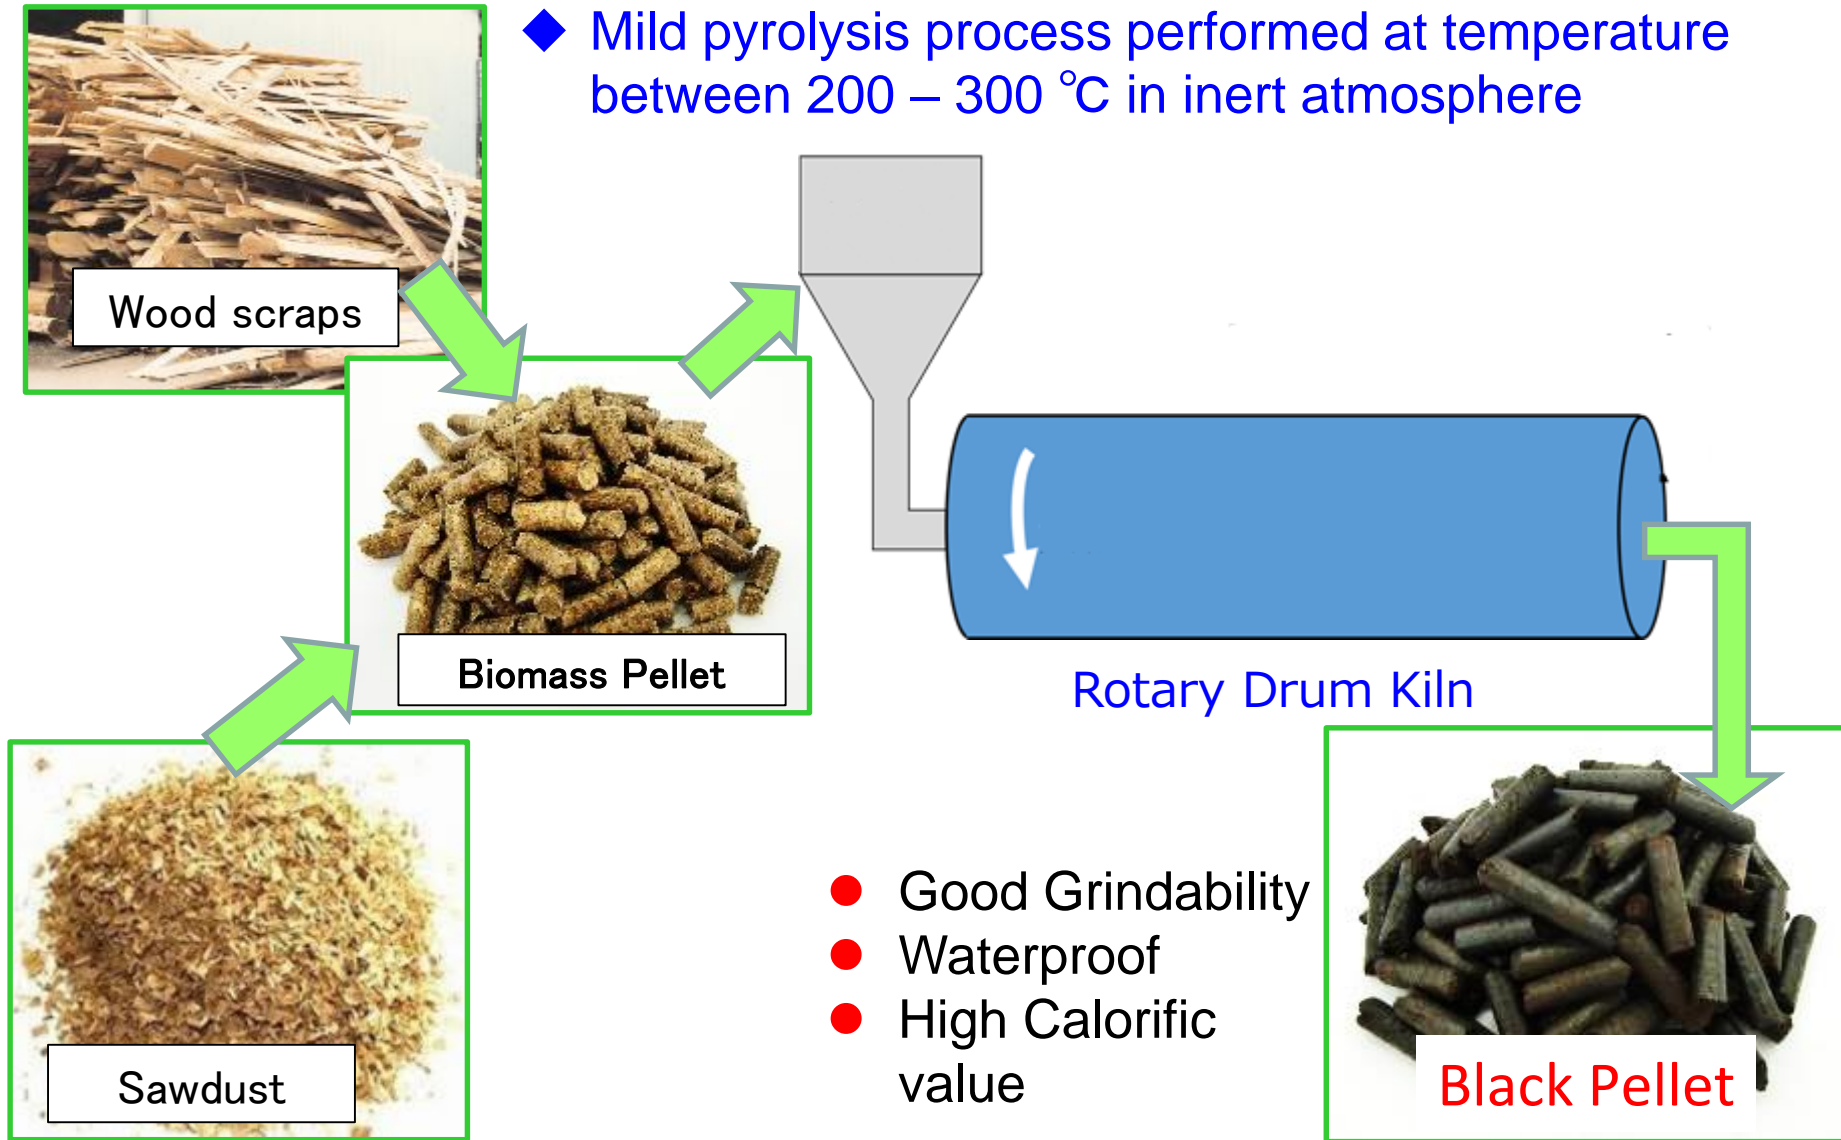 ◆ Mild pyrolysis process performed at temperature
between 200 – 300 ℃ in inert atmosphere
Wood scraps
Biomass Pellet
Rotary Drum Kiln
Sawdust
● Good Grindability
● Waterproof
● High Calorific
value
Black Pellet